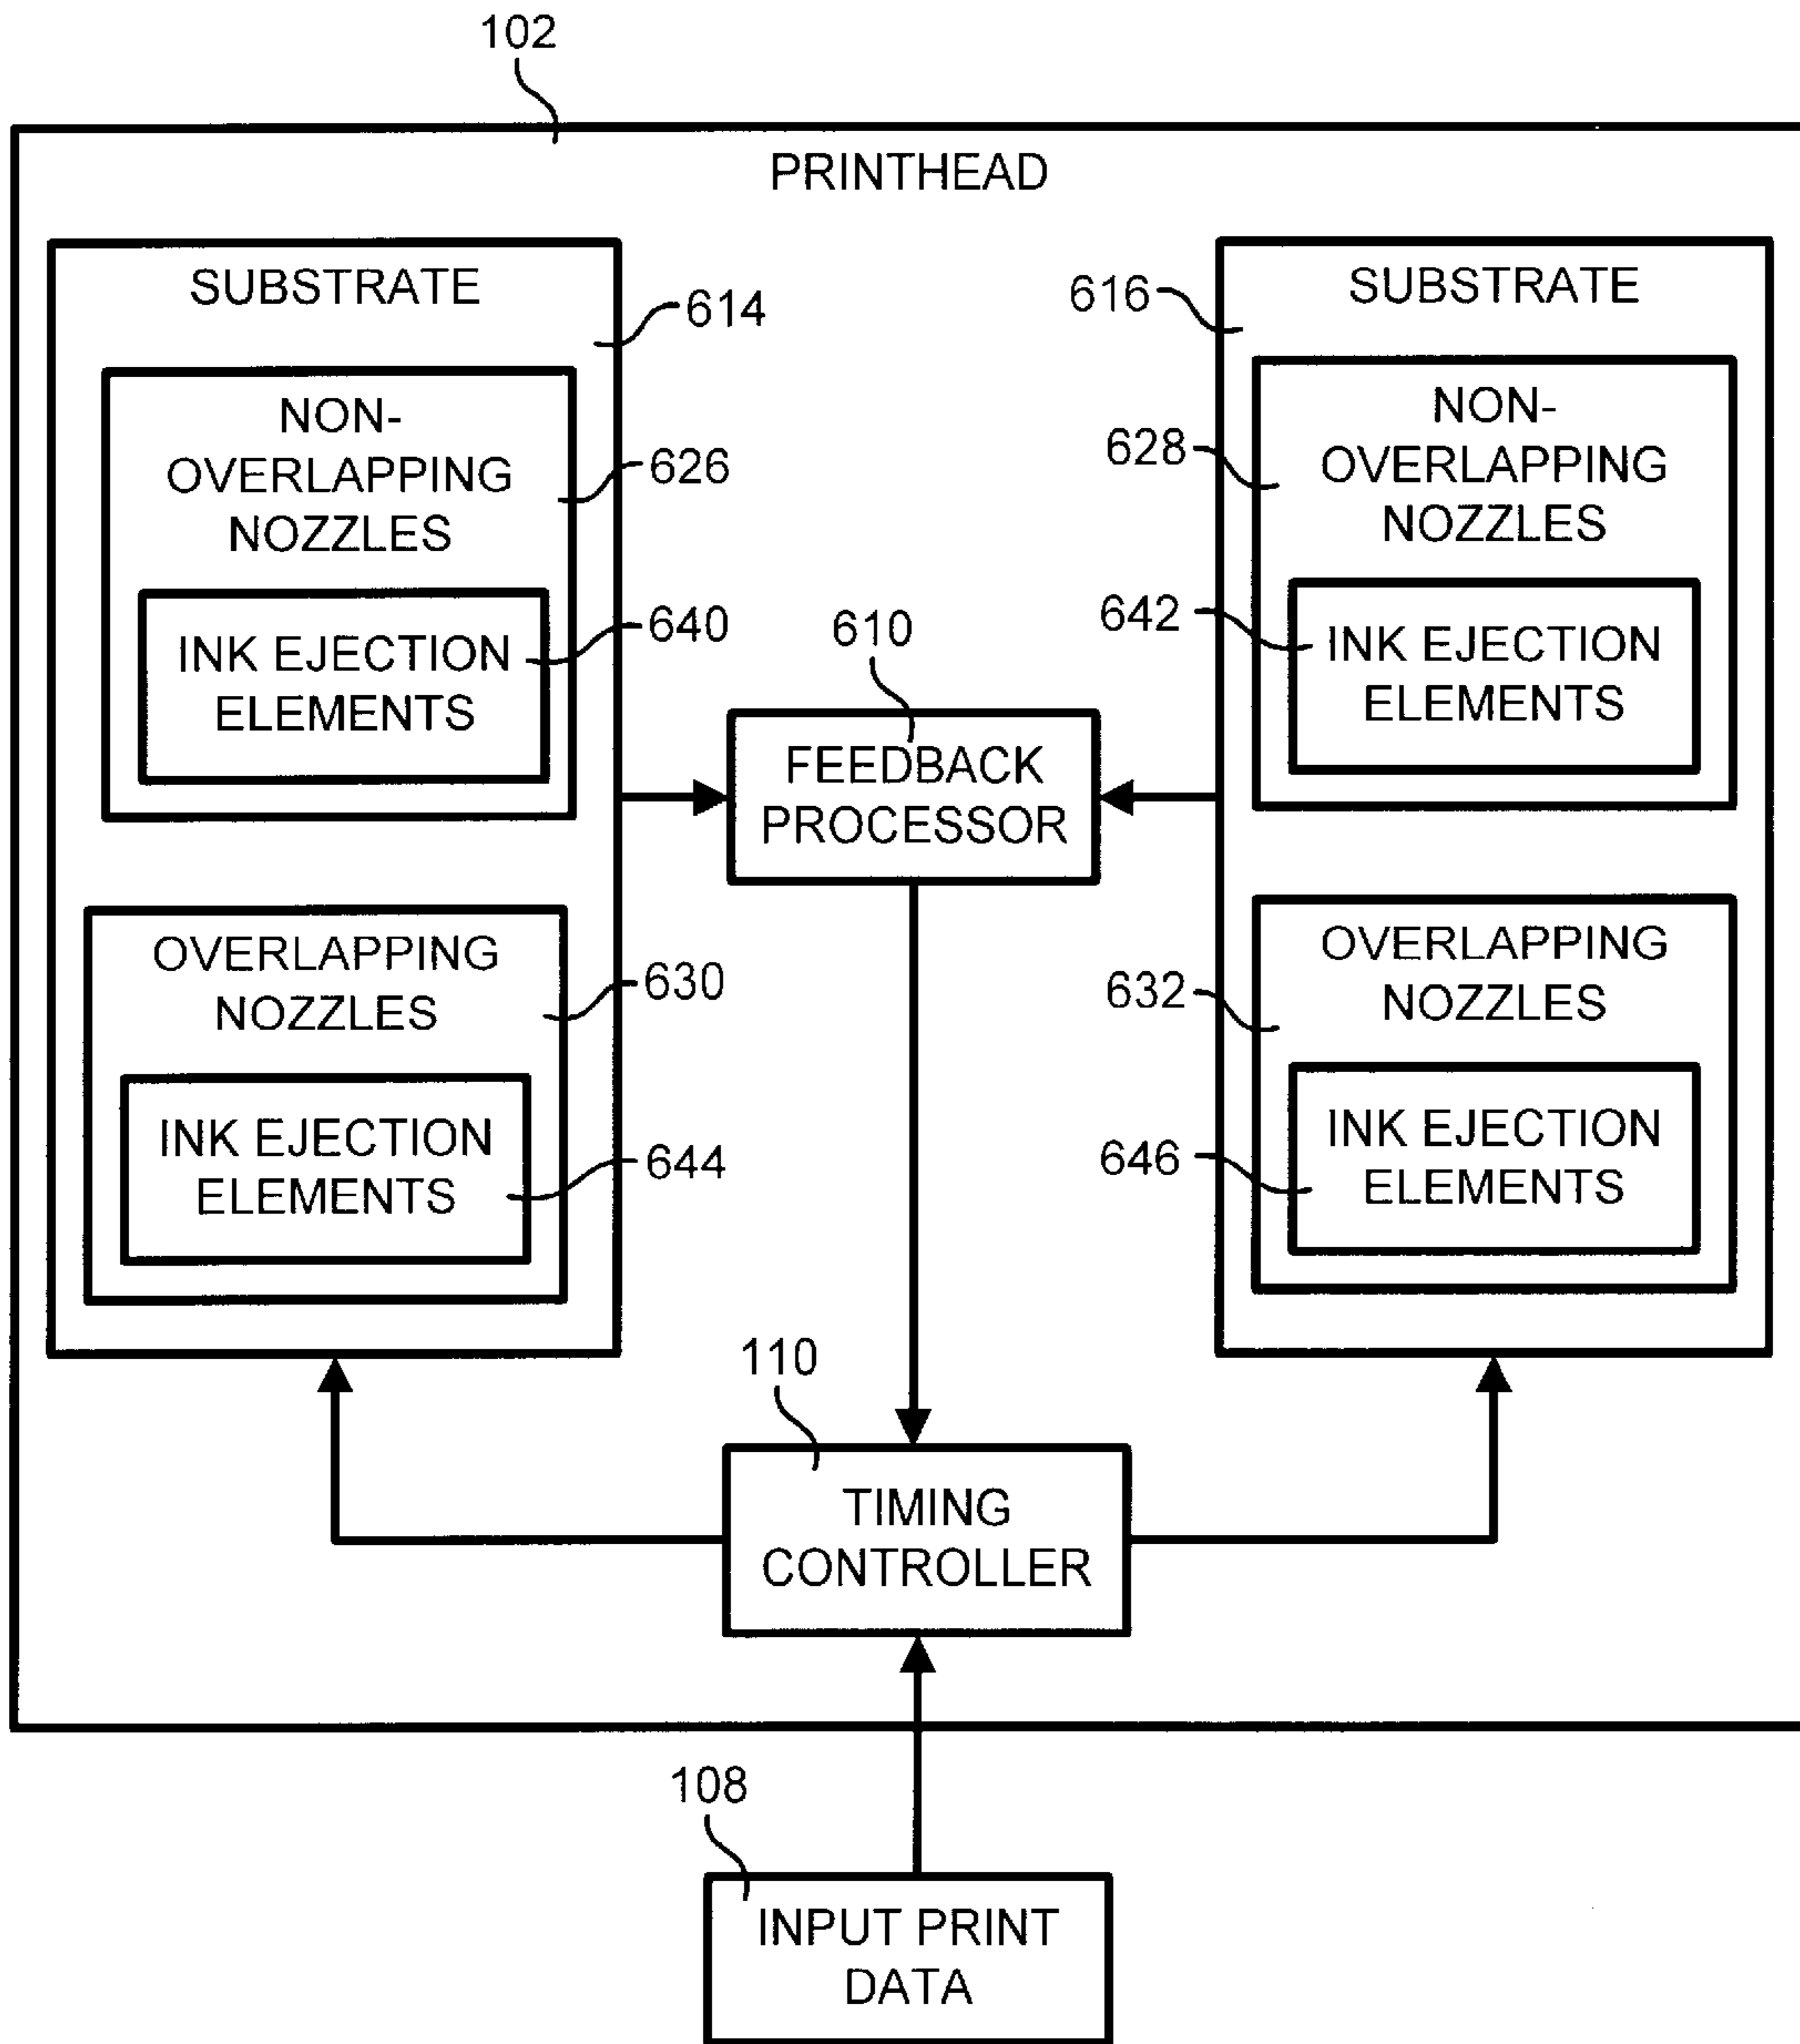 102
PRINTHEAD
SUBSTRATE
614
NON-
OVERLAPPING
NOZZLES
626
INK EJECTION
ELEMENTS
640
OVERLAPPING
NOZZLES
630
INK EJECTION
ELEMENTS
644
610
FEEDBACK
PROCESSOR
616
SUBSTRATE
NON-
OVERLAPPING
NOZZLES
628
642
INK EJECTION
ELEMENTS
OVERLAPPING
NOZZLES
632
646
INK EJECTION
ELEMENTS
110
TIMING
CONTROLLER
108
INPUT PRINT
DATA